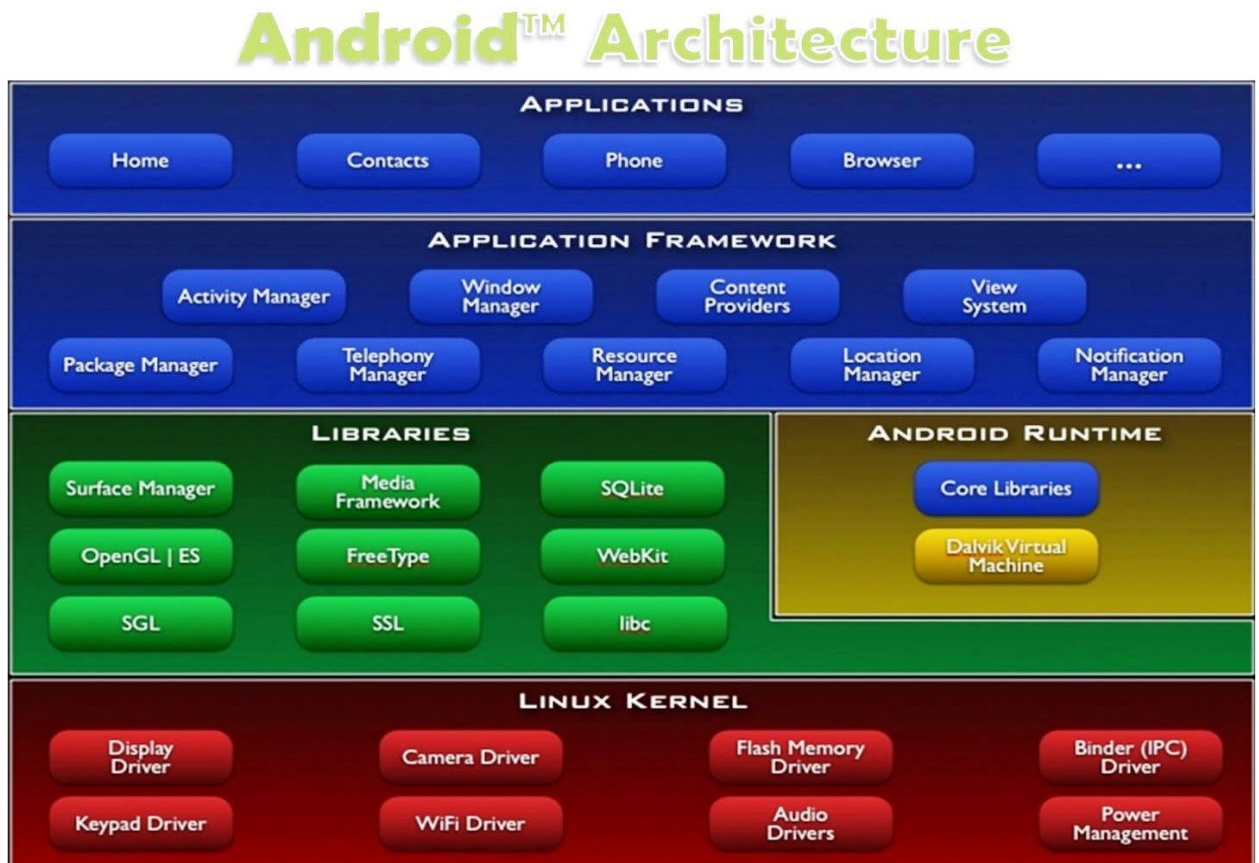 Android™ Architecture
APPLICATIONS
Home
Contacts
Phone
Browser
...
APPLICATION FRAMEWORK
Activity Manager
Window
Manager
Content
Providers
View
System
Package Manager
Telephony
Manager
Resource
Manager
Location
Manager
Notification
Manager
LIBRARIES
Surface Manager
Media
Framework
SQLite
OpenGL | ES
FreeType
WebKit
SGL
SSL
libc
ANDROID RUNTIME
Core Libraries
Dalvik Virtual
Machine
LINUX KERNEL
Display
Driver
Camera Driver
Flash Memory
Driver
Binder (IPC)
Driver
Keypad Driver
WiFi Driver
Audio
Drivers
Power
Management